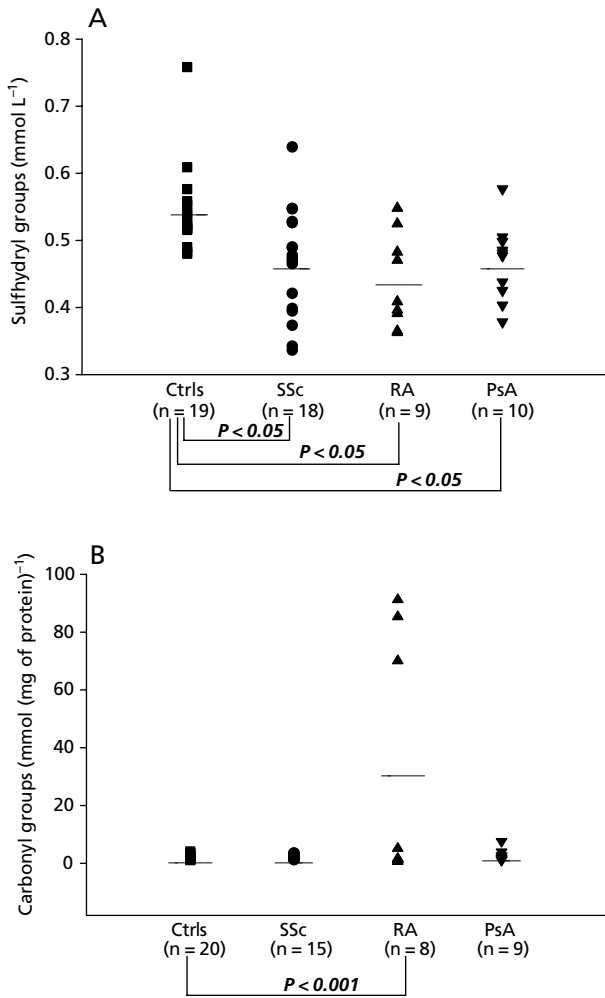 A
Sulfhydryl groups (mmol L⁻¹)
0.8
0.7
0.6
0.5
0.4
0.3
Ctrls SSc RA PsA
(n = 19) (n = 18) (n = 9) (n = 10)
P < 0.05
P < 0.05
P < 0.05
B
Carbonyl groups (mmol (mg of protein)⁻¹)
100
80
60
40
20
0
Ctrls SSc RA PsA
(n = 20) (n = 15) (n = 8) (n = 9)
P < 0.001